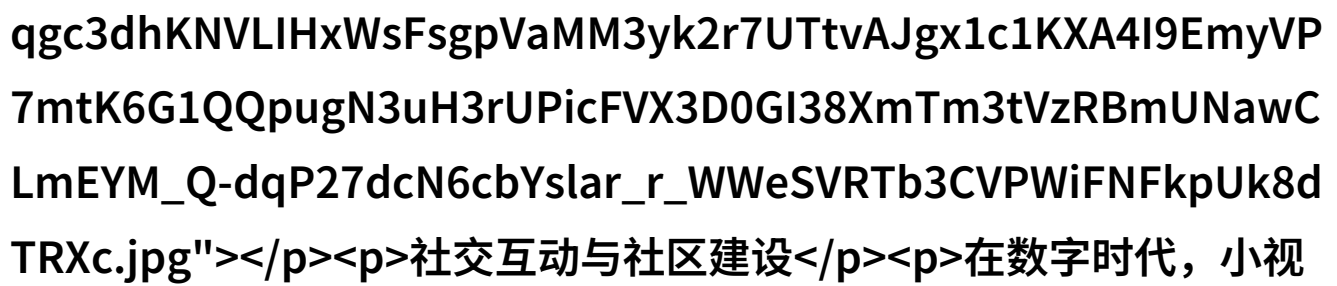 qgc3dhKNVLIHxWsFsgpVaMM3yk2r7UTtvAJgx1c1KXA4I9EmyVP
7mtK6G1QQpugN3uH3rUPicFVX3D0GI38XmTm3tVzRBmUNawC
LmEYM_Q-dqP27dcN6cbYslar_r_WWeSVRTb3CVPWiFNFkpUk8d
TRXc.jpg"></p><p>社交互动与社区建设</p><p>在数字时代，小视